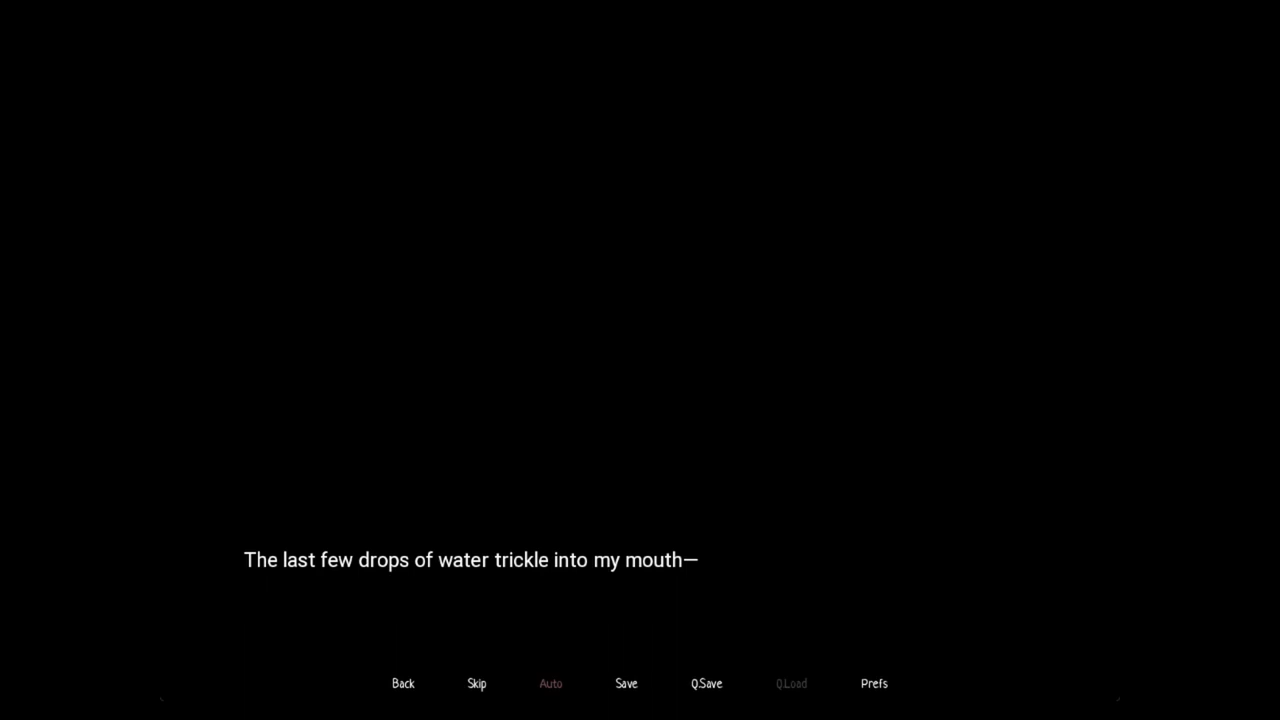 The last few drops of water trickle into my mouth—
Back Skip Auto Save Q.Save Q.Load Prefs